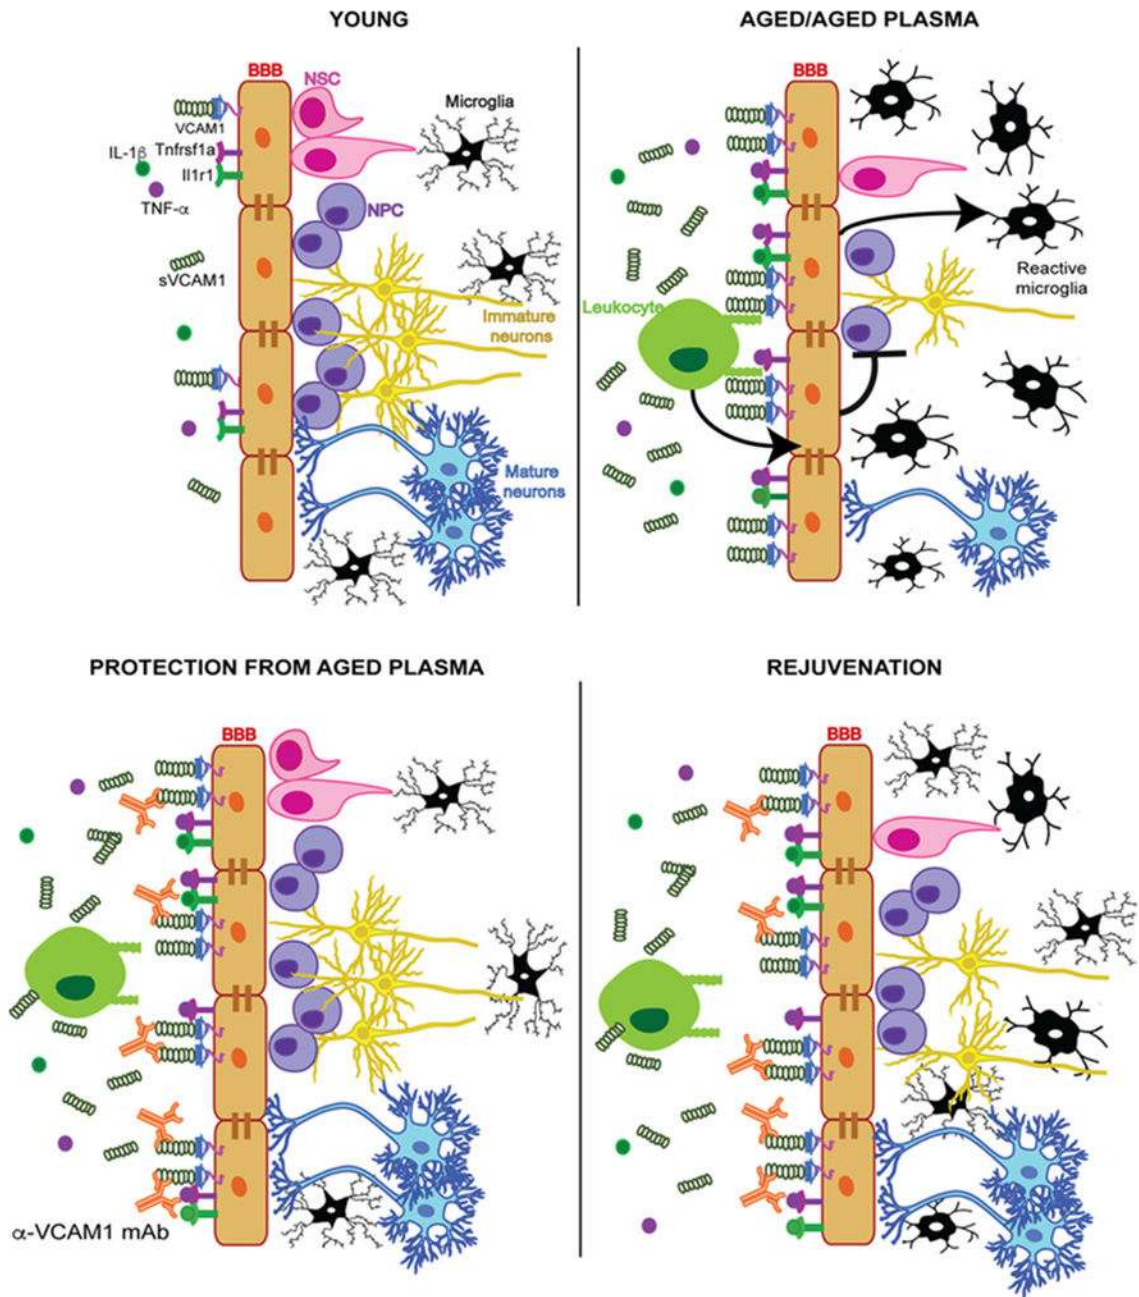 YOUNG
BBB
NSC
Microglia
VCAM1
IL-1β
Tnfrsf1a
Il1r1
TNF-α
NPC
sVCAM1
Immature
neurons
Mature
neurons
AGED/AGED PLASMA
BBB
Reactive
microglia
Leukocyte
PROTECTION FROM AGED PLASMA
BBB
α-VCAM1 mAb
REJUVENATION
BBB